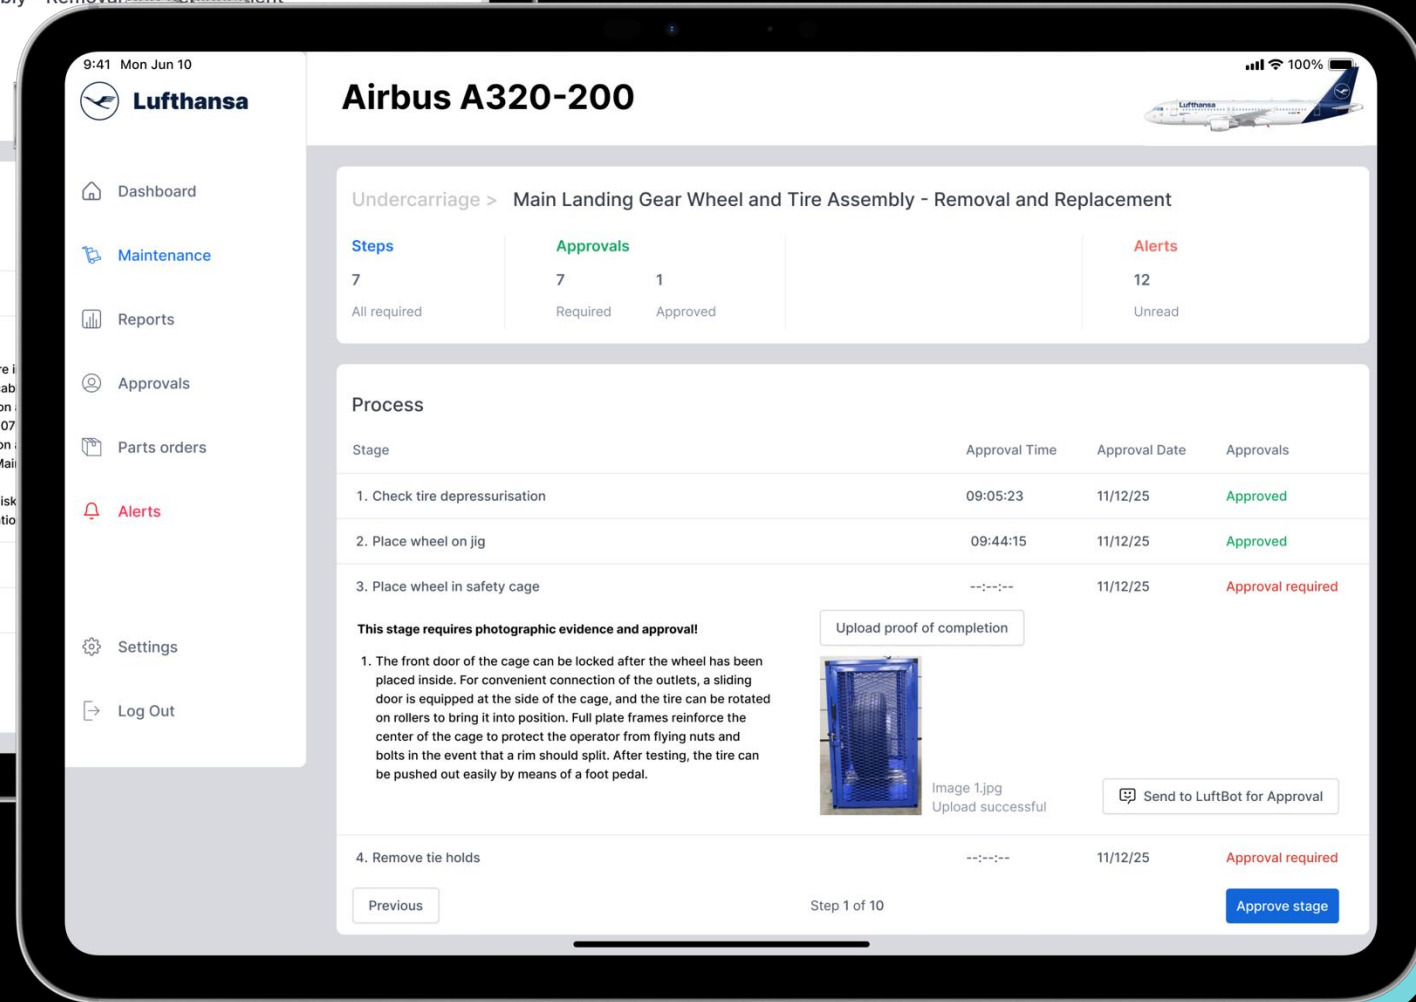 9:41 Mon Jun 10
100%
Lufthansa
Airbus A320-200
Lufthansa
Dashboard
Maintenance
Reports
Approvals
Parts orders
Alerts
Settings
Log Out
Undercarriage > Main Landing Gear Wheel and Tire Assembly - Removal and Replacement
Steps
7
All required
Approvals
7 1
Required Approved
Alerts
12
Unread
Process
Stage Approval Time Approval Date Approvals
1. Check tire depressurisation 09:05:23 11/12/25 Approved
2. Place wheel on jig 09:44:15 11/12/25 Approved
3. Place wheel in safety cage --:--:-- 11/12/25 Approval required
This stage requires photographic evidence and approval!
1. The front door of the cage can be locked after the wheel has been
placed inside. For convenient connection of the outlets, a sliding
door is equipped at the side of the cage, and the tire can be rotated
on rollers to bring it into position. Full plate frames reinforce the
center of the cage to protect the operator from flying nuts and
bolts in the event that a rim should split. After testing, the tire can
be pushed out easily by means of a foot pedal.
Upload proof of completion
Image 1.jpg
Upload successful
Send to LuftBot for Approval
4. Remove tie holds --:--:-- 11/12/25 Approval required
Previous
Step 1 of 10
Approve stage